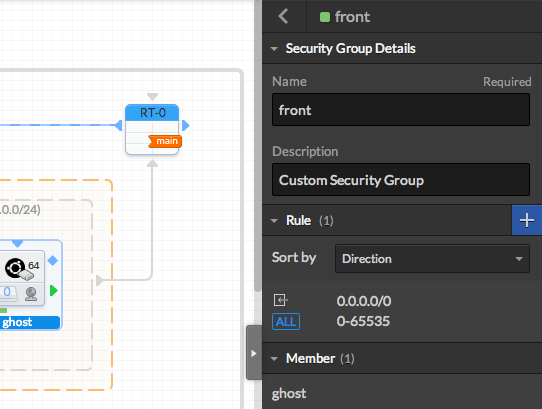 RT-0
main
.0.0/24)
64
0
ghost
front
Security Group Details
Name Required
front
Description
Custom Security Group
Rule (1)
Sort by Direction
0.0.0.0/0
ALL 0-65535
Member (1)
ghost